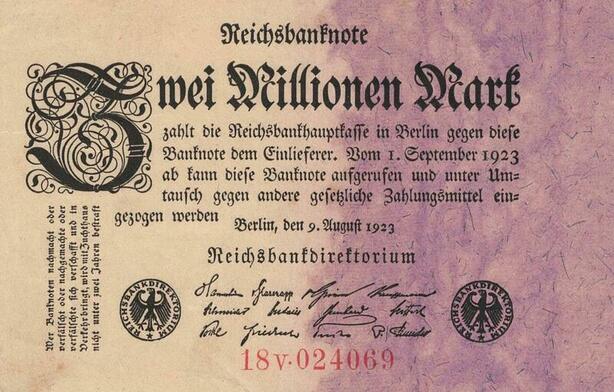 Reichsbanknote
Zwei Millionen Mark
zahlt die Reichsbankhauptkasse in Berlin gegen diese
Banknote dem Einlieferer. Vom 1. September 1923
ab kann diese Banknote aufgerufen und unter Um-
tausch gegen andere gesetzliche Zahlungsmittel ein-
gezogen werden
Berlin, den 9. August 1923
Reichsbankdirektorium
Wer Banknoten nachmacht oder
verfälscht oder nachgemachte oder
verfälschte sich verschafft und in
Verkehr bringt, wird mit Zuchthaus
nicht unter zwei Jahren bestraft
REICHSBANKDIREKTORIUM
REICHSBANKDIREKTORIUM
18V·024069